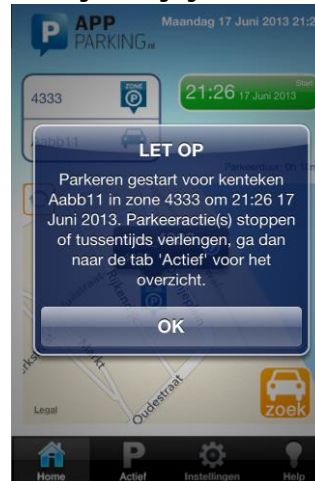 APP
PARKING.nl
Maandag 17 Juni 2013 21:2
4333
ZONE
P
21:26 17 Juni 2013
Start
Aabb11
LET OP
Parkeren gestart voor kenteken
Aabb11 in zone 4333 om 21:26 17
Juni 2013. Parkeeractie(s) stoppen
of tussentijds verlengen, ga dan
naar de tab 'Actief' voor het
overzicht.
OK
Markt
Oudestraat
Legal
zoek
Home
Actief
Instellingen
Help